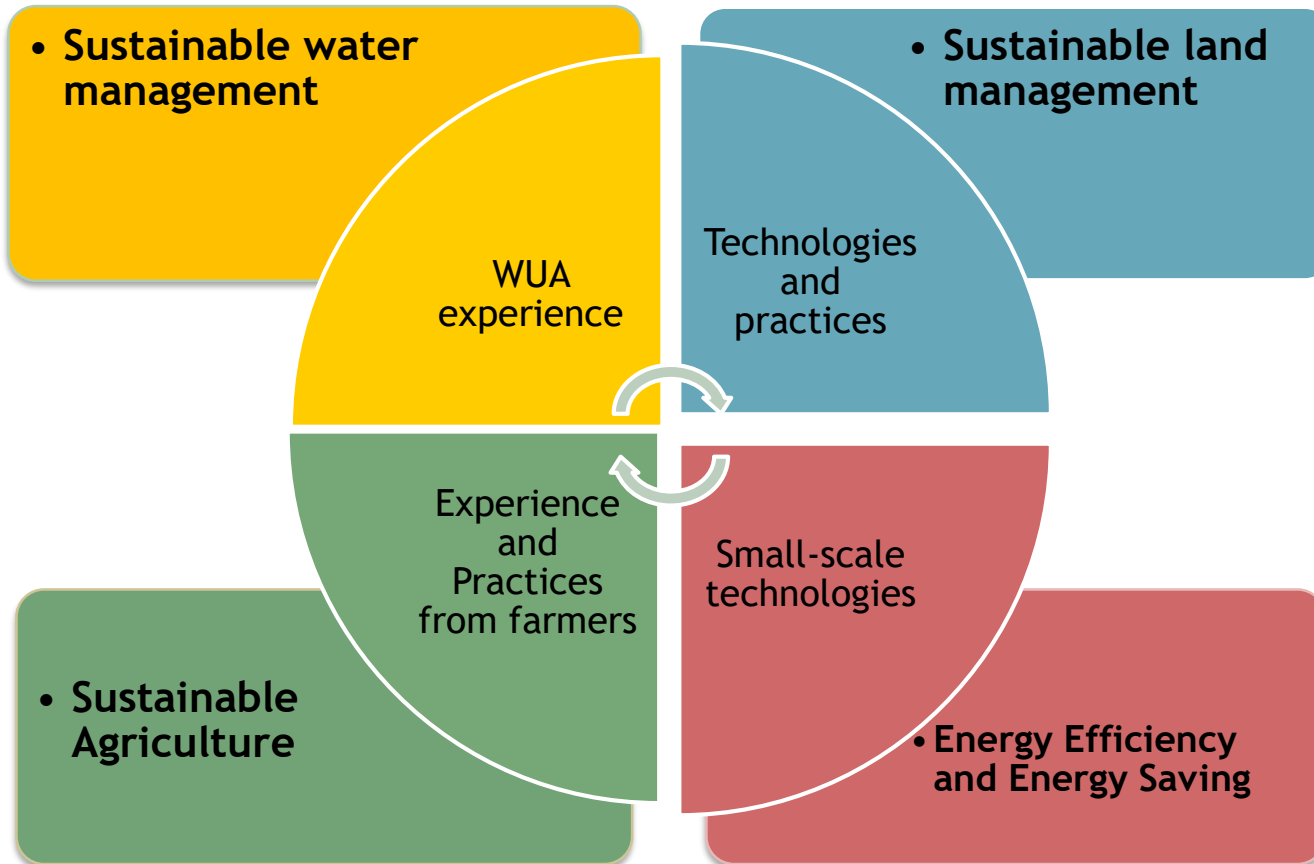 • Sustainable water
management
• Sustainable land
management
WUA
experience
Technologies
and
practices
Experience
and
Practices
from farmers
Small-scale
technologies
• Sustainable
Agriculture
• Energy Efficiency
and Energy Saving